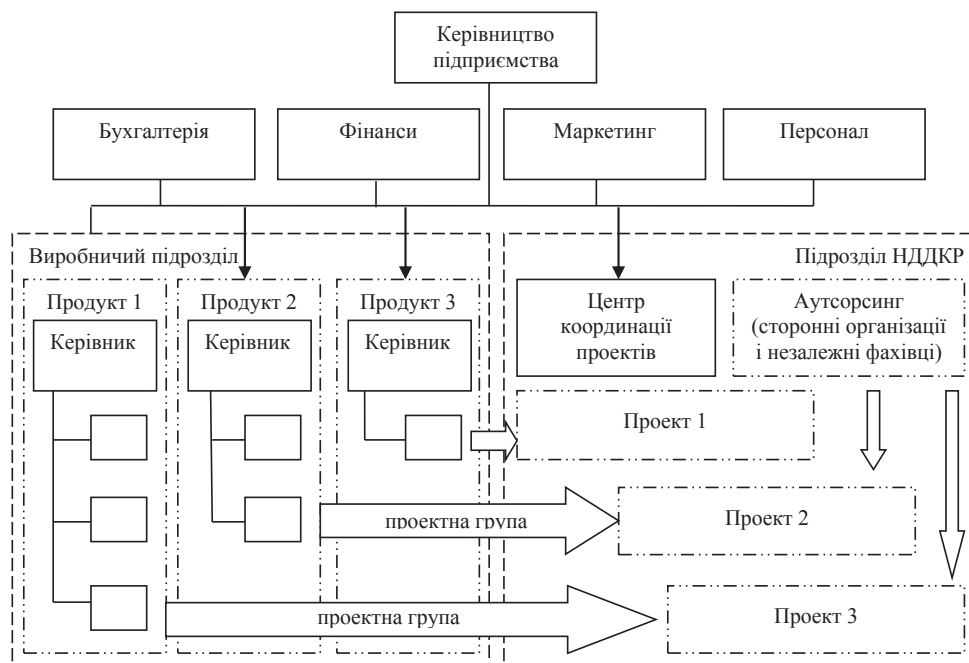 Керівництво
підприємства
Бухгалтерія
Фінанси
Маркетинг
Персонал
Виробничий підрозділ
Підрозділ НДДКР
Продукт 1
Продукт 2
Продукт 3
Керівник
Керівник
Керівник
Центр
координації
проектів
Аутсорсинг
(сторонні організації
і незалежні фахівці)
Проект 1
проектна група
Проект 2
проектна група
Проект 3